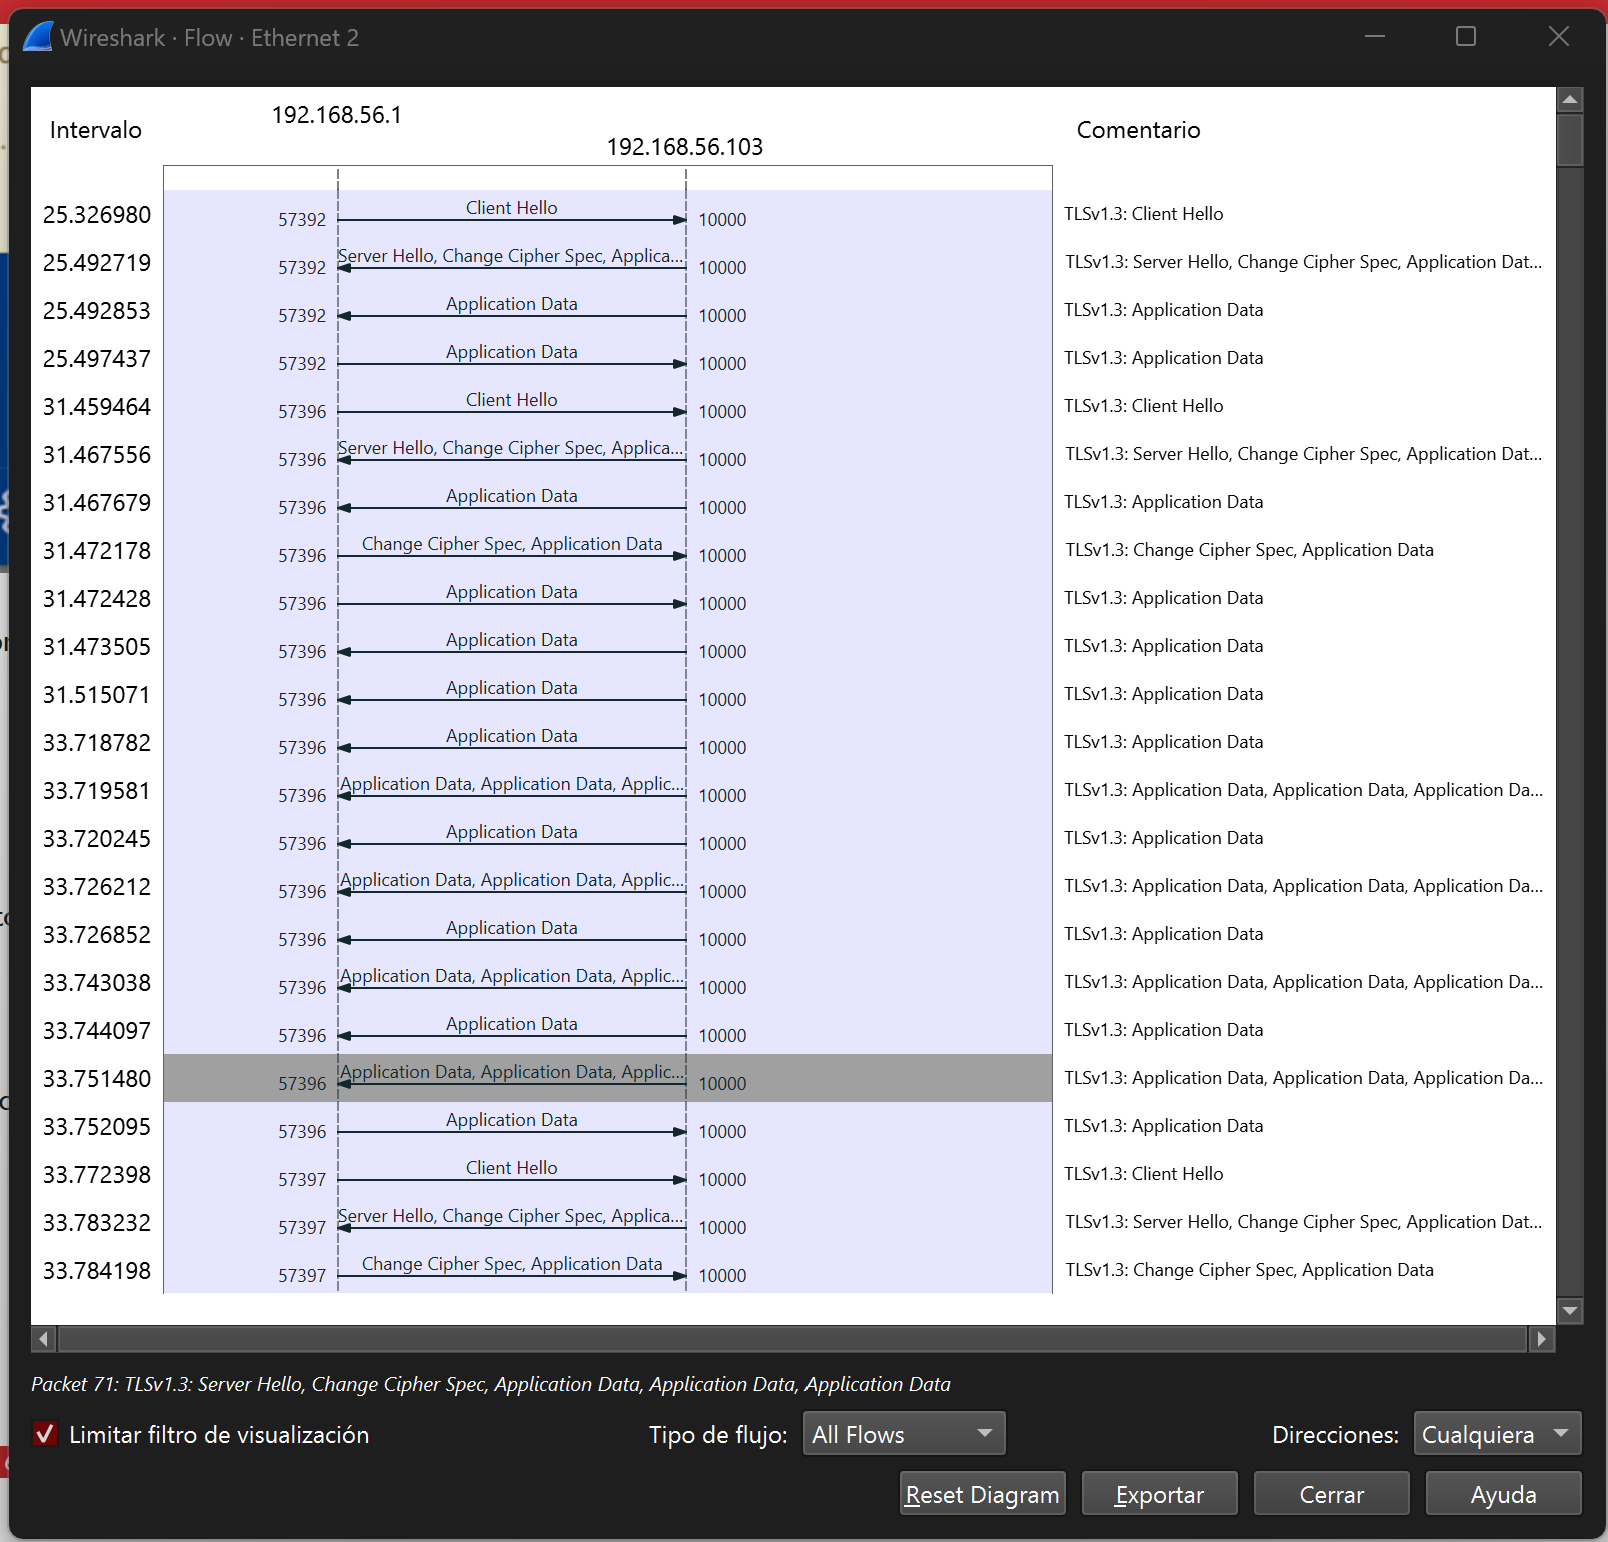 Wireshark · Flow · Ethernet 2
192.168.56.1
Intervalo
Comentario
192.168.56.103
25.326980 57392 Client Hello 10000 TLSv1.3: Client Hello
25.492719 57392 Server Hello, Change Cipher Spec, Applica... 10000 TLSv1.3: Server Hello, Change Cipher Spec, Application Dat...
25.492853 57392 Application Data 10000 TLSv1.3: Application Data
25.497437 57392 Application Data 10000 TLSv1.3: Application Data
31.459464 57396 Client Hello 10000 TLSv1.3: Client Hello
31.467556 57396 Server Hello, Change Cipher Spec, Applica... 10000 TLSv1.3: Server Hello, Change Cipher Spec, Application Dat...
31.467679 57396 Application Data 10000 TLSv1.3: Application Data
31.472178 57396 Change Cipher Spec, Application Data 10000 TLSv1.3: Change Cipher Spec, Application Data
31.472428 57396 Application Data 10000 TLSv1.3: Application Data
31.473505 57396 Application Data 10000 TLSv1.3: Application Data
31.515071 57396 Application Data 10000 TLSv1.3: Application Data
33.718782 57396 Application Data 10000 TLSv1.3: Application Data
33.719581 57396 Application Data, Application Data, Applic... 10000 TLSv1.3: Application Data, Application Data, Application Da...
33.720245 57396 Application Data 10000 TLSv1.3: Application Data
33.726212 57396 Application Data, Application Data, Applic... 10000 TLSv1.3: Application Data, Application Data, Application Da...
33.726852 57396 Application Data 10000 TLSv1.3: Application Data
33.743038 57396 Application Data, Application Data, Applic... 10000 TLSv1.3: Application Data, Application Data, Application Da...
33.744097 57396 Application Data 10000 TLSv1.3: Application Data
33.751480 57396 Application Data, Application Data, Applic... 10000 TLSv1.3: Application Data, Application Data, Application Da...
33.752095 57396 Application Data 10000 TLSv1.3: Application Data
33.772398 57397 Client Hello 10000 TLSv1.3: Client Hello
33.783232 57397 Server Hello, Change Cipher Spec, Applica... 10000 TLSv1.3: Server Hello, Change Cipher Spec, Application Dat...
33.784198 57397 Change Cipher Spec, Application Data 10000 TLSv1.3: Change Cipher Spec, Application Data
Packet 71: TLSv1.3: Server Hello, Change Cipher Spec, Application Data, Application Data, Application Data
Limitar filtro de visualización Tipo de flujo: All Flows Direcciones: Cualquiera
Reset Diagram Exportar Cerrar Ayuda